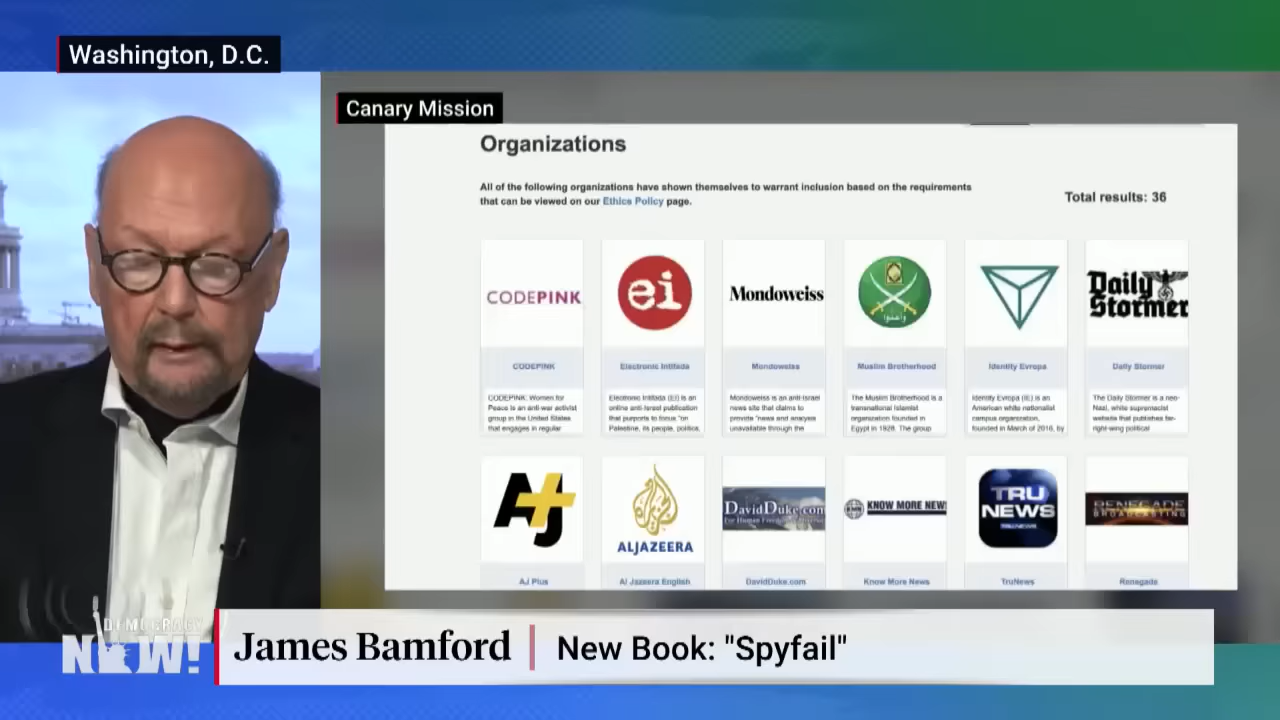 Washington, D.C.
Canary Mission
Organizations
All of the following organizations have shown themselves to warrant inclusion based on the requirements
that can be viewed on our Ethics Policy page.
Total results: 36
CODEPINK
ei
Mondoweiss
Daily
Stormer
CODEPINK
Electronic Intifada
Mondoweiss
Muslim Brotherhood
Identity Evropa
Daily Stormer
CODEPINK: Women for
Peace is an anti-war activist
group in the United States
that engages in regular
Electronic Intifada (EI) is an
online anti-Israel publication
that purports to focus "on
Palestine, its people, politics,
Mondoweiss is an anti-Israel
news site that claims to
provide "news and analysis
unavailable through the
The Muslim Brotherhood is a
transnational Islamist
organization founded in
Egypt in 1928. The group
Identity Evropa (IE) is an
American white nationalist
campus organization,
founded in March of 2016, by
The Daily Stormer is a neo-
Nazi, white supremacist
website that publishes far-
right-wing political
AJ+
ALJAZEERA
DavidDuke.com
KNOW MORE NEWS
TRU
NEWS
TRUNEWS
RENEGADE
BROADCASTING
AJ Plus
Al Jazeera English
DavidDuke.com
Know More News
TruNews
Renegade
DEMOCRACY
NOW!
James Bamford
New Book: "Spyfail"